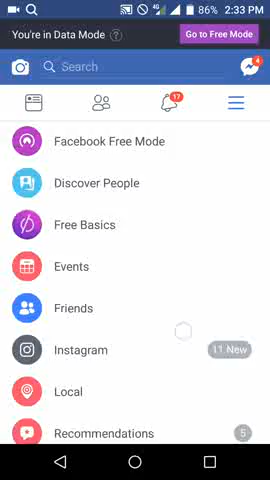 86% 2:33 PM
You're in Data Mode ? Go to Free Mode
Search 4
17
Facebook Free Mode
Discover People
Free Basics
Events
Friends
Instagram 11 New
Local
Recommendations 5